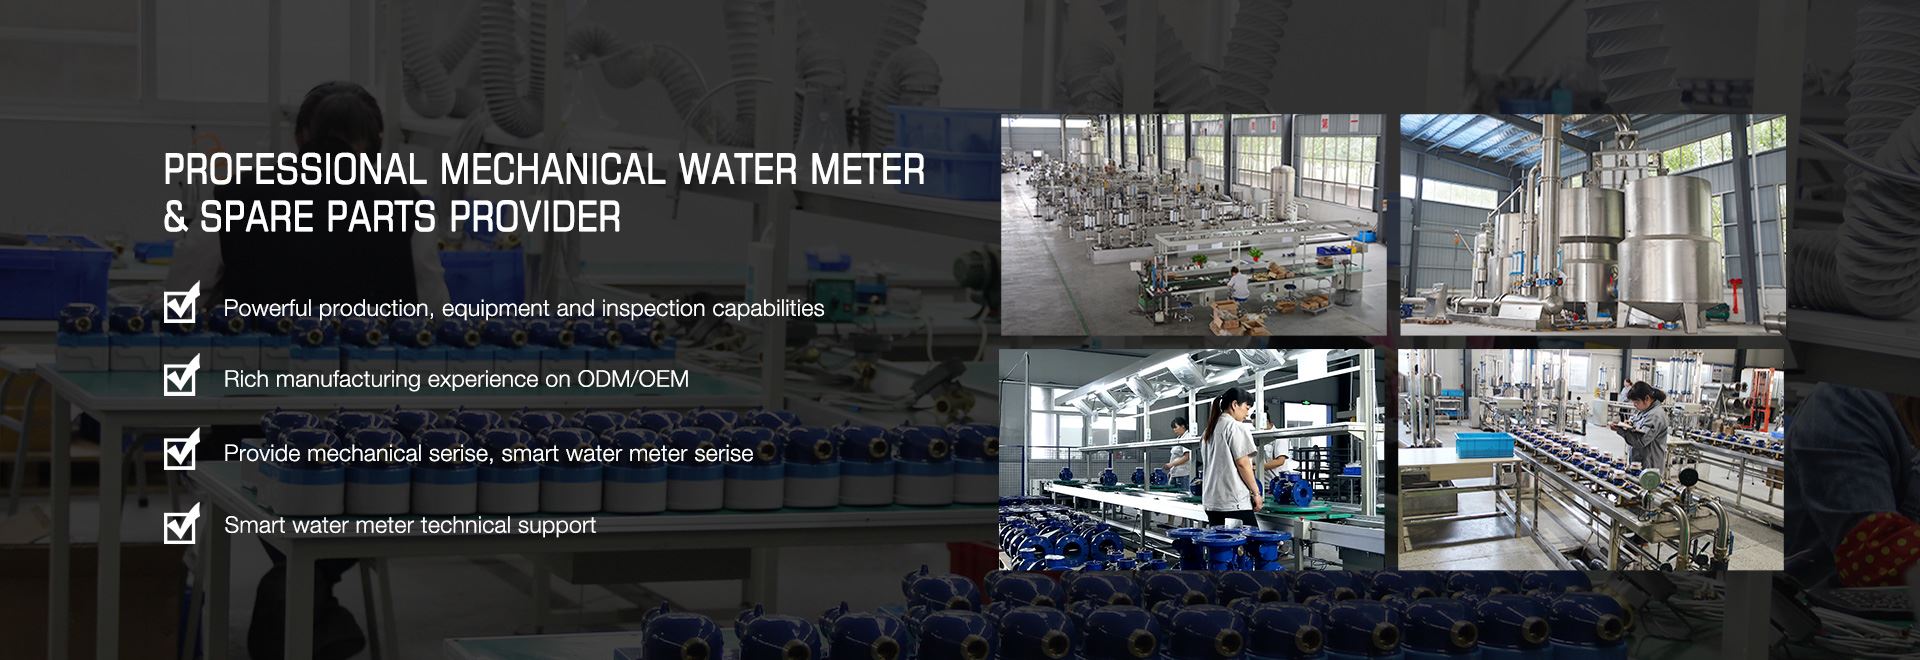 PROFESSIONAL MECHANICAL WATER METER
& SPARE PARTS PROVIDER
Powerful production, equipment and inspection capabilities
Rich manufacturing experience on ODM/OEM
Provide mechanical serise, smart water meter serise
Smart water meter technical support